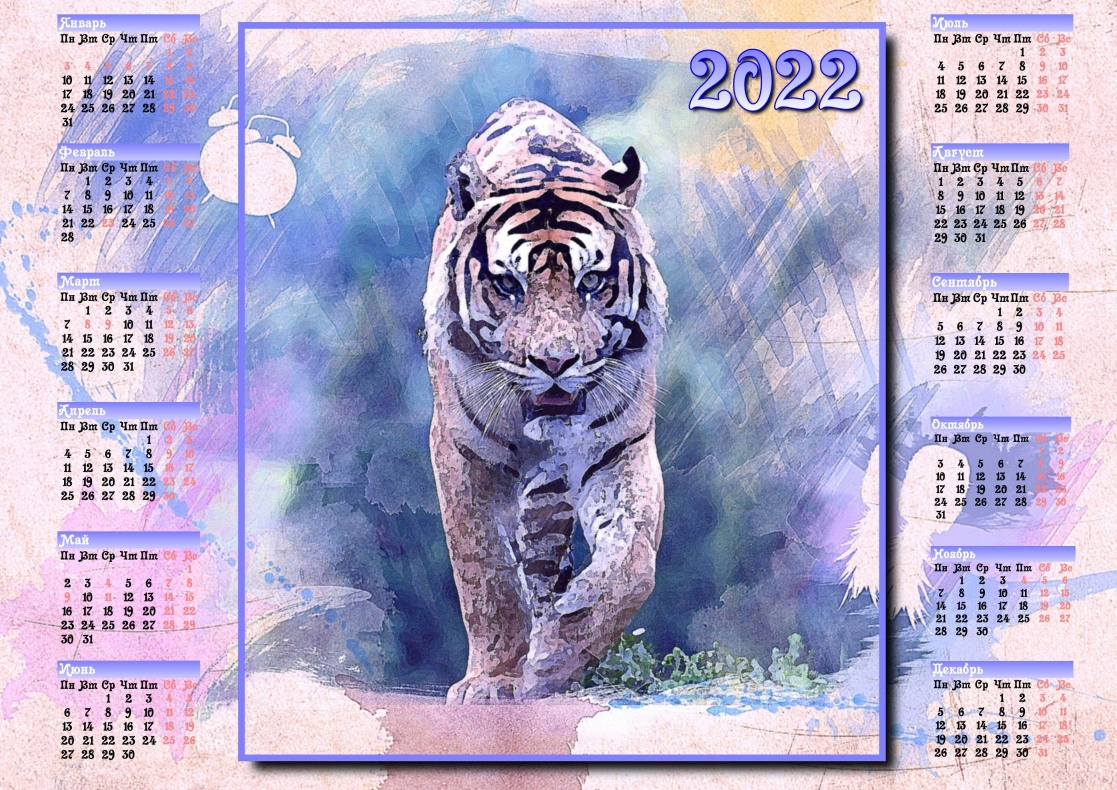 Январь
Пн Вт Ср Чт Пт Сб Вс
1 2
3 4 5 6 7 8 9
10 11 12 13 14 15 16
17 18 19 20 21 22 23
24 25 26 27 28 29 30
31
Февраль
Пн Вт Ср Чт Пт Сб Вс
1 2 3 4 5 6
7 8 9 10 11 12 13
14 15 16 17 18 19 20
21 22 23 24 25 26 27
28
Март
Пн Вт Ср Чт Пт Сб Вс
1 2 3 4 5 6
7 8 9 10 11 12 13
14 15 16 17 18 19 20
21 22 23 24 25 26 27
28 29 30 31
Апрель
Пн Вт Ср Чт Пт Сб Вс
1 2 3
4 5 6 7 8 9 10
11 12 13 14 15 16 17
18 19 20 21 22 23 24
25 26 27 28 29 30
Май
Пн Вт Ср Чт Пт Сб Вс
1
2 3 4 5 6 7 8
9 10 11 12 13 14 15
16 17 18 19 20 21 22
23 24 25 26 27 28 29
30 31
Июнь
Пн Вт Ср Чт Пт Сб Вс
1 2 3 4 5
6 7 8 9 10 11 12
13 14 15 16 17 18 19
20 21 22 23 24 25 26
27 28 29 30
2022
Июль
Пн Вт Ср Чт Пт Сб Вс
1 2 3
4 5 6 7 8 9 10
11 12 13 14 15 16 17
18 19 20 21 22 23 24
25 26 27 28 29 30 31
Август
Пн Вт Ср Чт Пт Сб Вс
1 2 3 4 5 6 7
8 9 10 11 12 13 14
15 16 17 18 19 20 21
22 23 24 25 26 27 28
29 30 31
Сентябрь
Пн Вт Ср Чт Пт Сб Вс
1 2 3 4
5 6 7 8 9 10 11
12 13 14 15 16 17 18
19 20 21 22 23 24 25
26 27 28 29 30
Октябрь
Пн Вт Ср Чт Пт Сб Вс
1 2
3 4 5 6 7 8 9
10 11 12 13 14 15 16
17 18 19 20 21 22 23
24 25 26 27 28 29 30
31
Ноябрь
Пн Вт Ср Чт Пт Сб Вс
1 2 3 4 5 6
7 8 9 10 11 12 13
14 15 16 17 18 19 20
21 22 23 24 25 26 27
28 29 30
Декабрь
Пн Вт Ср Чт Пт Сб Вс
1 2 3 4
5 6 7 8 9 10 11
12 13 14 15 16 17 18
19 20 21 22 23 24 25
26 27 28 29 30 31